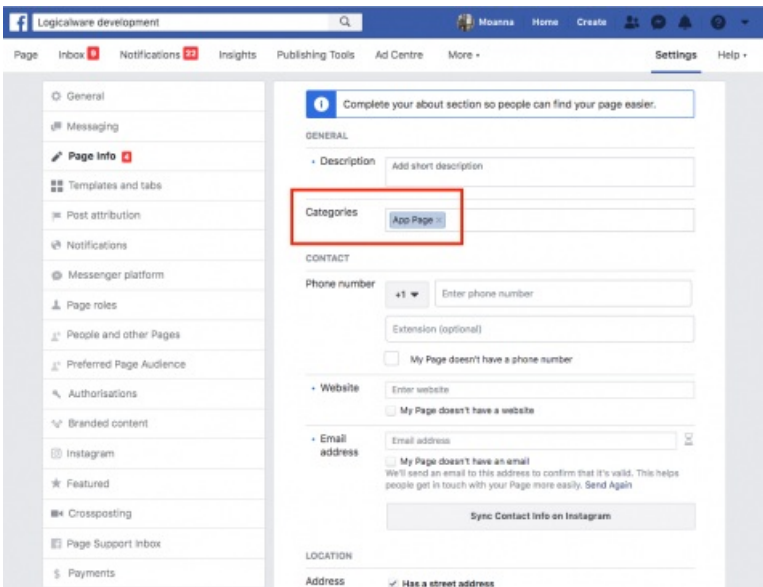 Logicalware development
Moanna Home Create
Page Inbox 9 Notifications 22 Insights Publishing Tools Ad Centre More Settings Help
General
Messaging
Page Info 4
Templates and tabs
Post attribution
Notifications
Messenger platform
Page roles
People and other Pages
Preferred Page Audience
Authorisations
Branded content
Instagram
Featured
Crossposting
Page Support Inbox
Payments
Complete your about section so people can find your page easier.
GENERAL
Description
Add short description
Categories
App Page
CONTACT
Phone number
+1
Enter phone number
Extension (optional)
My Page doesn't have a phone number
Website
Enter website
My Page doesn't have a website
Email
address
Email address
My Page doesn't have an email
We'll send an email to this address to confirm that it's valid. This helps
people get in touch with your Page more easily. Send Again
Sync Contact Info on Instagram
LOCATION
Address
Has a street address